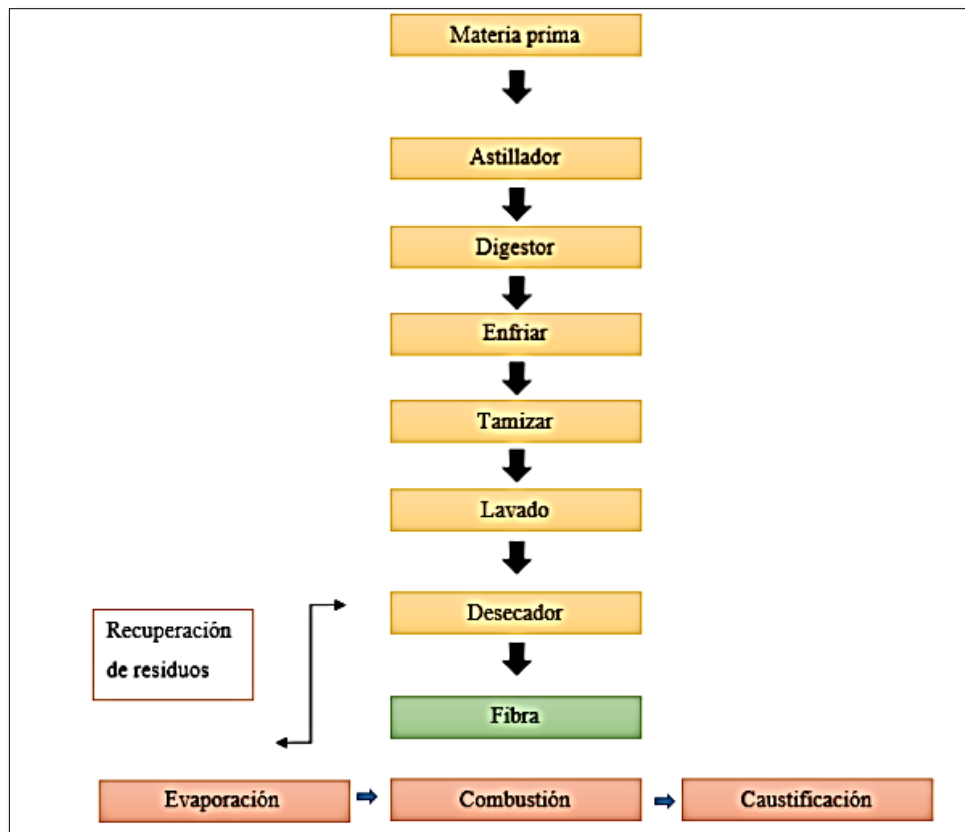 Materia prima
Astillador
Digestor
Enfriar
Tamizar
Lavado
Desecador
Recuperación
de residuos
Fibra
Evaporación
Combustión
Caustificación